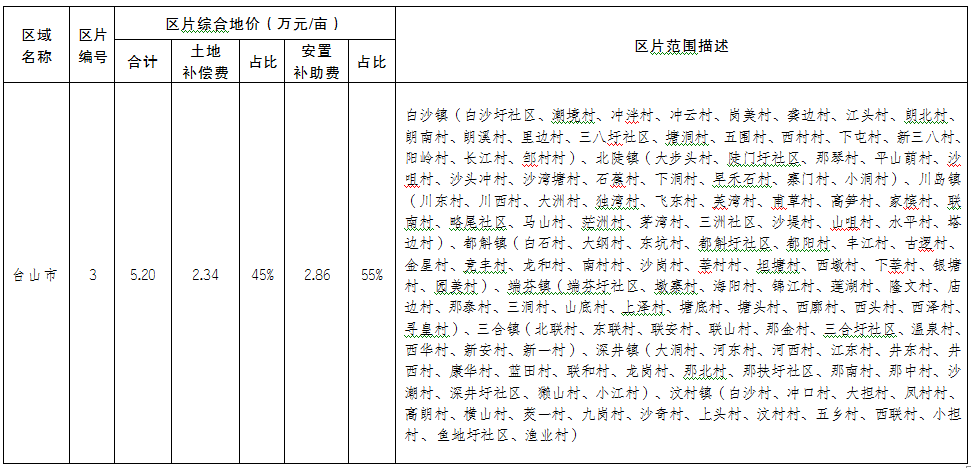 区域名称 区片编号 区片综合地价（万元/亩） 区片范围描述
合计 土地补偿费 占比 安置补助费 占比
台山市 3 5.20 2.34 45% 2.86 55%
白沙镇（白沙圩社区、潮境村、冲泮村、冲云村、岗美村、龚边村、江头村、朗北村、
朗南村、朗溪村、里边村、三八圩社区、塘洞村、五围村、西村村、下屯村、新三八村、
阳岭村、长江村、邹村村）、北陡镇（大步头村、陡门圩社区、那琴村、平山萌村、沙
咀村、沙头冲村、沙湾塘村、石蕉村、下洞村、旱禾石村、寨门村、小洞村）、川岛镇
（川东村、川西村、大洲村、独湾村、飞东村、芙湾村、甫草村、高笋村、家寮村、联
南村、略尾社区、马山村、茫洲村、茅湾村、三洲社区、沙堤村、山咀村、水平村、塔
边村）、都斛镇（白石村、大纲村、东坑村、都斛圩社区、都阳村、丰江村、古逻村、
金星村、竞丰村、龙和村、南村村、沙岗村、莘村村、坦塘村、西墩村、下莘村、银塘
村、园美村）、端芬镇（端芬圩社区、墩寨村、海阳村、锦江村、莲湖村、隆文村、庙
边村、那泰村、三洞村、山底村、上泽村、塘底村、塘头村、西廓村、西头村、西泽村、
寻皇村）、三合镇（北联村、东联村、联安村、联山村、那金村、三合圩社区、温泉村、
西华村、新安村、新一村）、深井镇（大洞村、河东村、河西村、江东村、井东村、井
西村、康华村、蓝田村、联和村、龙岗村、那北村、那扶圩社区、那南村、那中村、沙
潮村、深井圩社区、獭山村、小江村）、汶村镇（白沙村、冲口村、大担村、凤村村、
高朗村、横山村、茭一村、九岗村、沙奇村、上头村、汶村村、五乡村、西联村、小担
村、鱼地圩社区、渔业村）